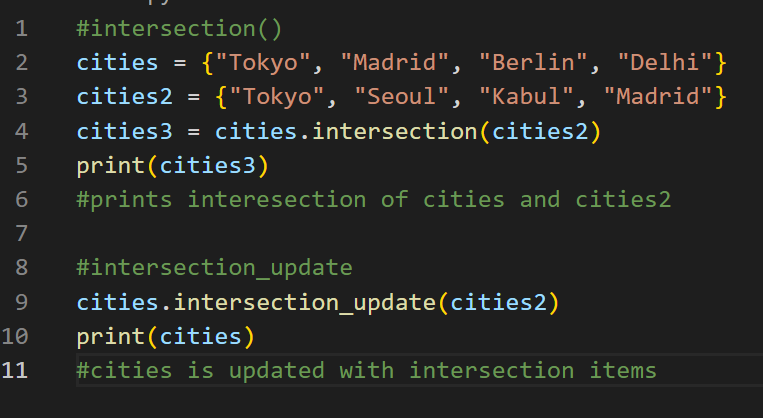 1 #intersection()
2 cities = {"Tokyo", "Madrid", "Berlin", "Delhi"}
3 cities2 = {"Tokyo", "Seoul", "Kabul", "Madrid"}
4 cities3 = cities.intersection(cities2)
5 print(cities3)
6 #prints interesection of cities and cities2
7
8 #intersection_update
9 cities.intersection_update(cities2)
10 print(cities)
11 #cities is updated with intersection items